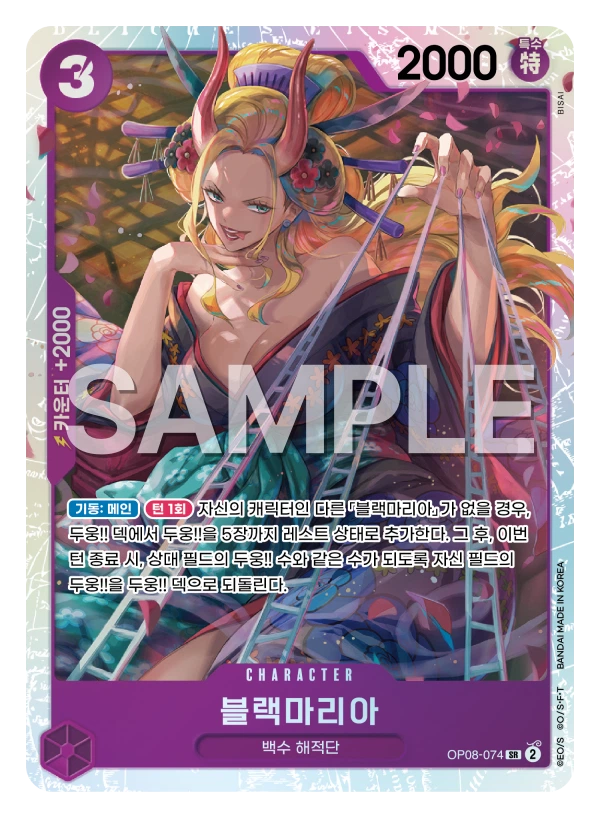 3
2000
특수
特
BISAI
카운터 +2000
SAMPLE
기동: 메인 턴 1회 자신의 캐릭터인 다른 『블랙마리아』가 없을 경우,
두웅!! 덱에서 두웅!!을 5장까지 레스트 상태로 추가한다. 그 후, 이번
턴 종료 시, 상대 필드의 두웅!! 수와 같은 수가 되도록 자신 필드의
두웅!!을 두웅!! 덱으로 되돌린다.
CHARACTER
블랙마리아
백수 해적단
OP08-074 SR 2
©EO/S ©O/S·F·T BANDAI MADE IN KOREA